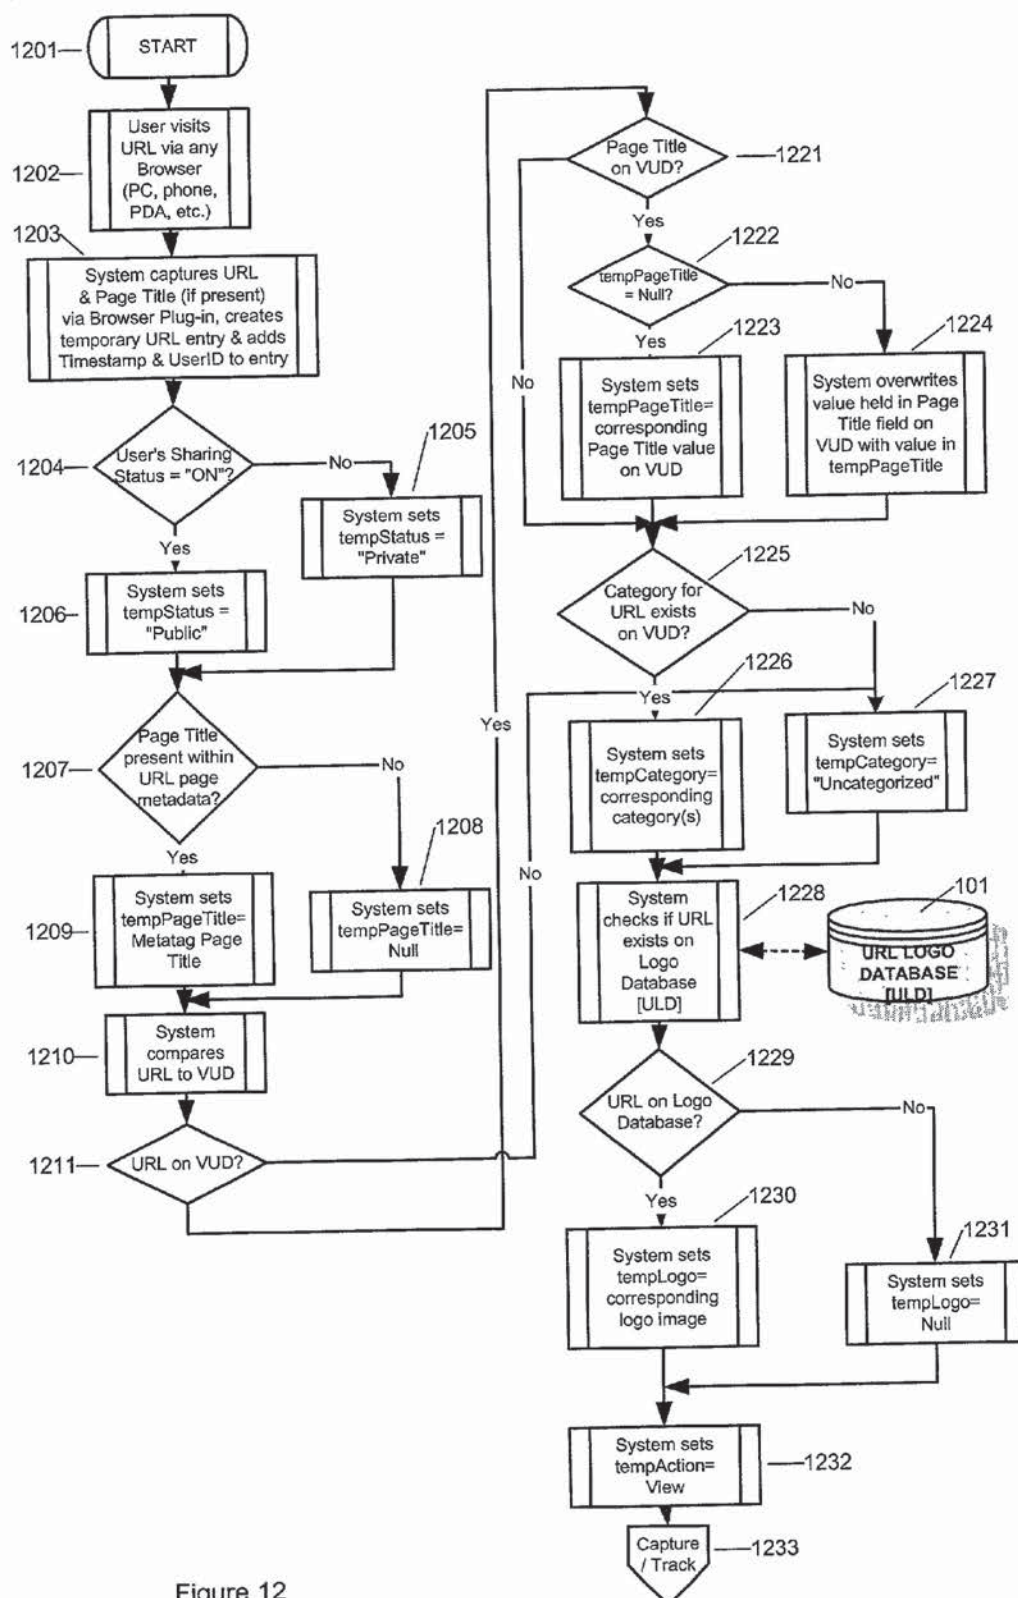 1201
START
1202
User visits
URL via any
Browser
(PC, phone,
PDA, etc.)
1203
System captures URL
& Page Title (if present)
via Browser Plug-in, creates
temporary URL entry & adds
Timestamp & UserID to entry
1204
User's Sharing
Status = "ON"?
No
1205
System sets
tempStatus =
"Private"
Yes
1206
System sets
tempStatus =
"Public"
1207
Page Title
present within
URL page
metadata?
No
1208
System sets
tempPageTitle=
Null
Yes
1209
System sets
tempPageTitle=
Metatag Page
Title
1210
System
compares
URL to VUD
1211
URL on VUD?
Yes
No
Page Title
on VUD?
1221
No
Yes
tempPageTitle
= Null?
1222
No
Yes
1223
System sets
tempPageTitle=
corresponding
Page Title value
on VUD
1224
System overwrites
value held in Page
Title field on
VUD with value in
tempPageTitle
1225
Category for
URL exists
on VUD?
No
Yes
1226
System sets
tempCategory=
corresponding
category(s)
1227
System sets
tempCategory=
"Uncategorized"
1228
System
checks if URL
exists on
Logo
Database
[ULD]
101
URL LOGO
DATABASE
[ULD]
1229
URL on Logo
Database?
No
Yes
1230
System sets
tempLogo=
corresponding
logo image
1231
System sets
tempLogo=
Null
System sets
tempAction=
View
1232
Capture
/ Track
1233
Figure 12